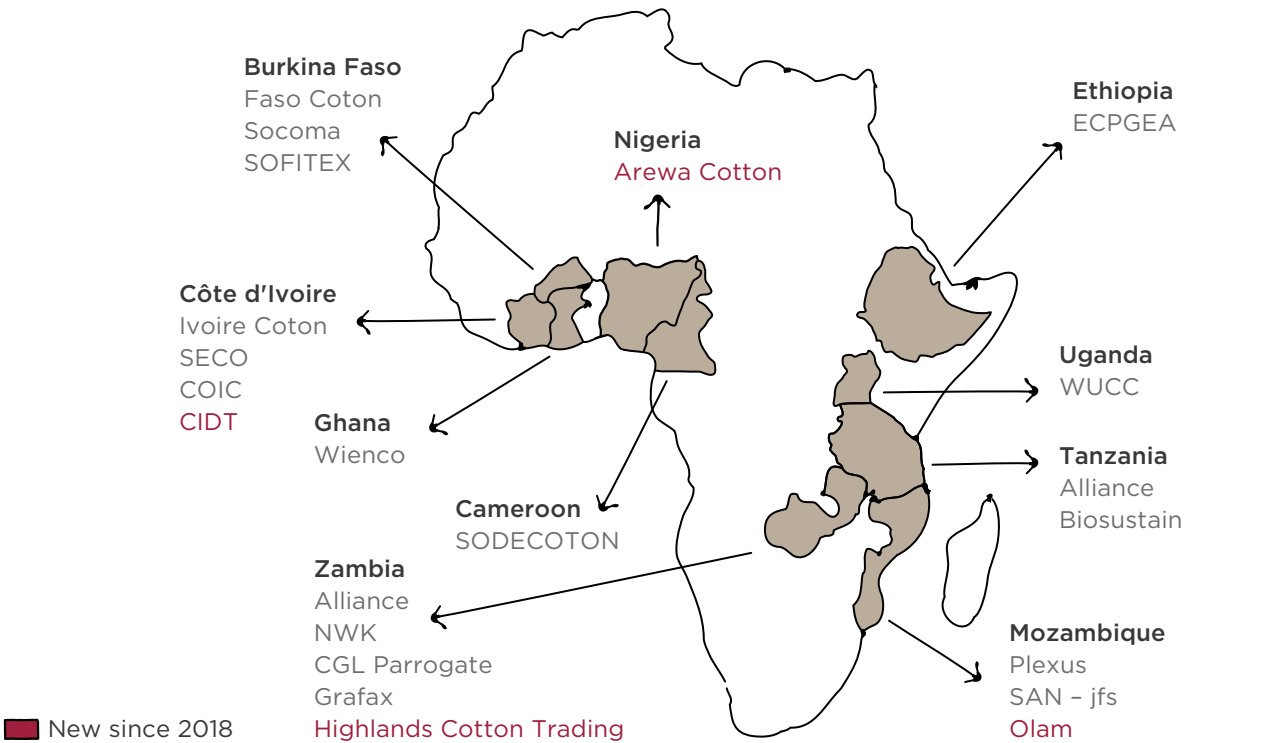 Burkina Faso
Faso Coton
Socoma
SOFITEX
Nigeria
Arewa Cotton
Ethiopia
ECPGEA
Côte d'Ivoire
Ivoire Coton
SECO
COIC
CIDT
Ghana
Wienco
Cameroon
SODECOTON
Uganda
WUCC
Tanzania
Alliance
Biosustain
Zambia
Alliance
NWK
CGL Parrogate
Grafax
Highlands Cotton Trading
Mozambique
Plexus
SAN – jfs
Olam
New since 2018